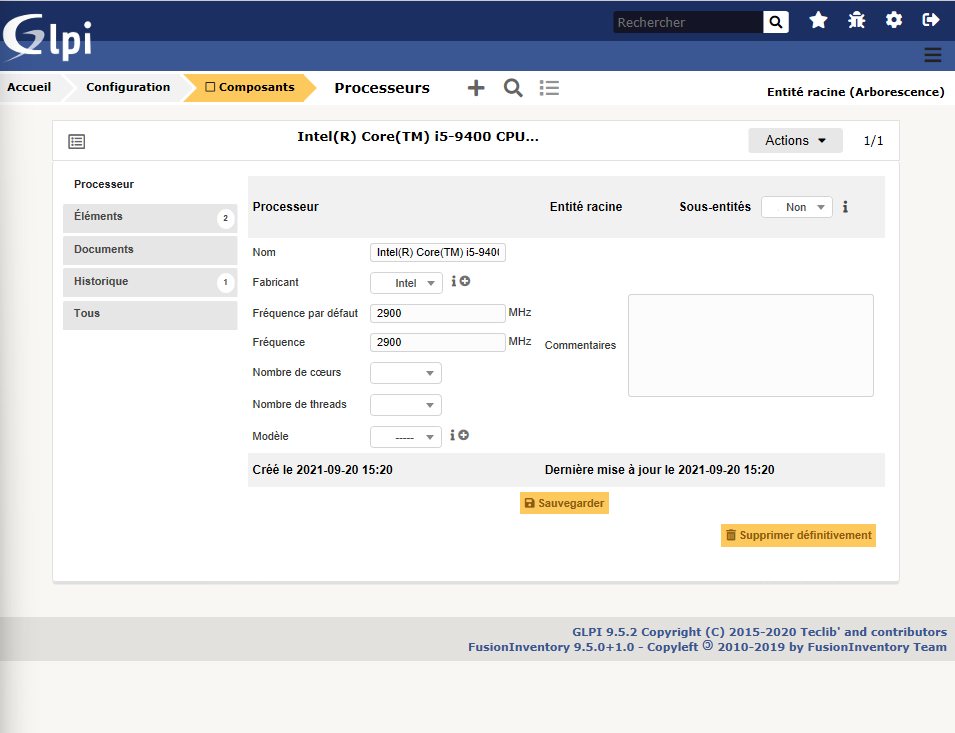 Glpi
Rechercher
Accueil Configuration Composants Processeurs
Entité racine (Arborescence)
Intel(R) Core(TM) i5-9400 CPU... Actions 1/1
Processeur
Éléments 2
Documents
Historique 1
Tous
Processeur Entité racine Sous-entités Non
Nom Intel(R) Core(TM) i5-940
Fabricant Intel
Fréquence par défaut 2900 MHz
Fréquence 2900 MHz
Commentaires
Nombre de cœurs
Nombre de threads
Modèle -----
Créé le 2021-09-20 15:20 Dernière mise à jour le 2021-09-20 15:20
Sauvegarder
Supprimer définitivement
GLPI 9.5.2 Copyright (C) 2015-2020 Teclib' and contributors
FusionInventory 9.5.0+1.0 - Copyleft 🄯 2010-2019 by FusionInventory Team